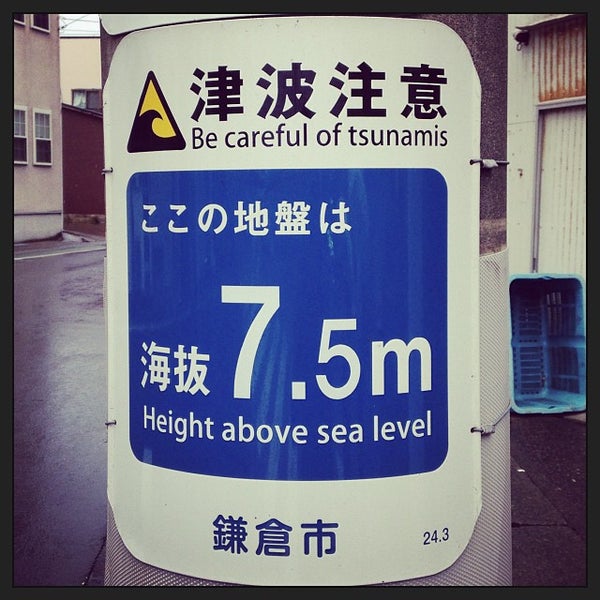 津波注意
Be careful of tsunamis
ここの地盤は
海抜 7.5m
Height above sea level
鎌倉市
24.3